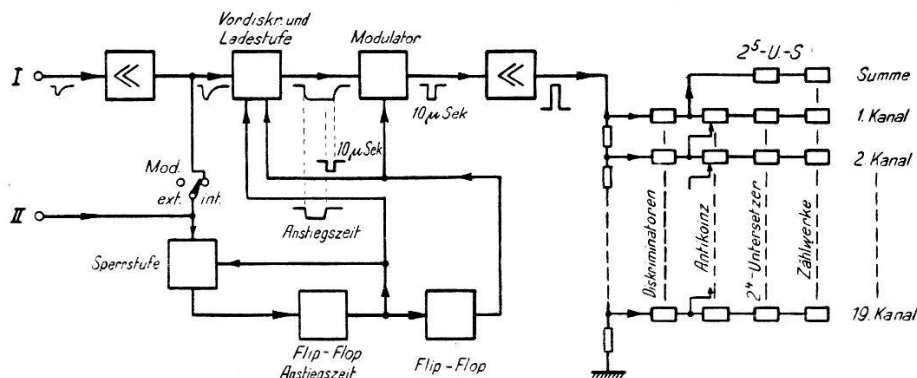 Vordiskr. und
Ladestufe
Modulator
2⁵-U.-S
Summe
I
10 μ Sek
1. Kanal
10 μ Sek
2. Kanal
Mod.
ext. int.
II
Anstiegszeit
Sperrstufe
Diskriminatoren
Antikoinz
2⁴-Untersetzer
Zählwerke
19. Kanal
Flip-Flop
Anstiegszeit
Flip-Flop